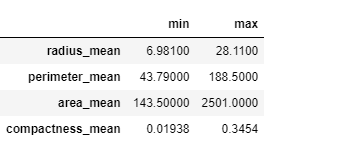 min max
radius_mean 6.98100 28.1100
perimeter_mean 43.79000 188.5000
area_mean 143.50000 2501.0000
compactness_mean 0.01938 0.3454